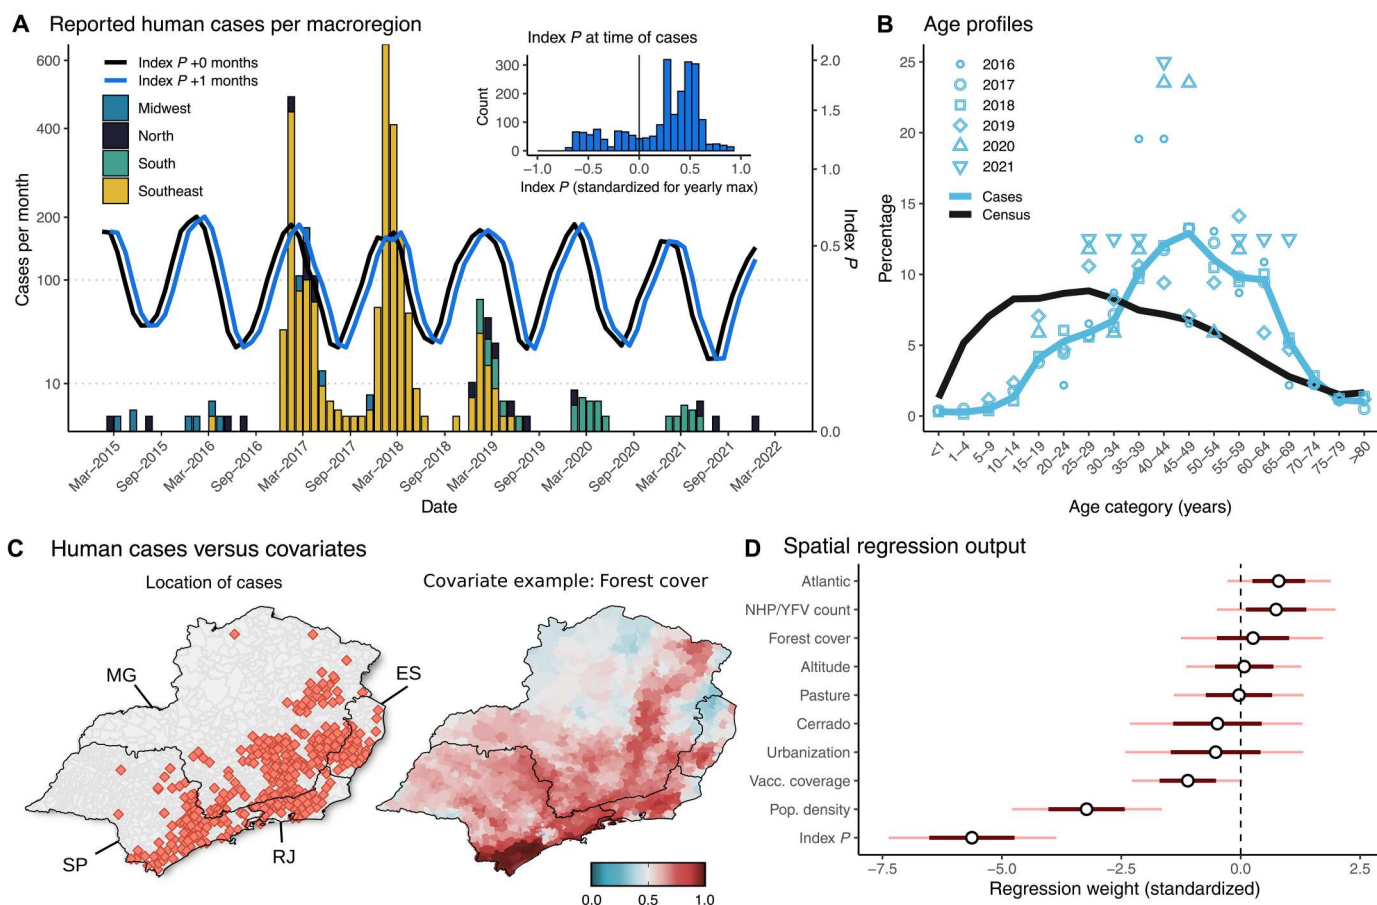 A Reported human cases per macroregion
Cases per month
600
400
200
100
10
Index P +0 months
Index P +1 months
Midwest
North
South
Southeast
Index P at time of cases
Count
300
200
100
0
−1.0 −0.5 0.0 0.5 1.0
Index P (standardized for yearly max)
2.0
1.5
1.0
0.5
0.0
Index P
Mar−2015 Sep−2015 Mar−2016 Sep−2016 Mar−2017 Sep−2017 Mar−2018 Sep−2018 Mar−2019 Sep−2019 Mar−2020 Sep−2020 Mar−2021 Sep−2021 Mar−2022
Date
B Age profiles
Percentage
25
20
15
10
5
0
2016
2017
2018
2019
2020
2021
Cases
Census
<1 1−4 5−9 10−14 15−19 20−24 25−29 30−34 35−39 40−44 45−49 50−54 55−59 60−64 65−69 70−74 75−79 >80
Age category (years)
C Human cases versus covariates
Location of cases
MG
ES
SP
RJ
Covariate example: Forest cover
0.0 0.5 1.0
D Spatial regression output
Atlantic
NHP/YFV count
Forest cover
Altitude
Pasture
Cerrado
Urbanization
Vacc. coverage
Pop. density
Index P
−7.5 −5.0 −2.5 0.0 2.5
Regression weight (standardized)